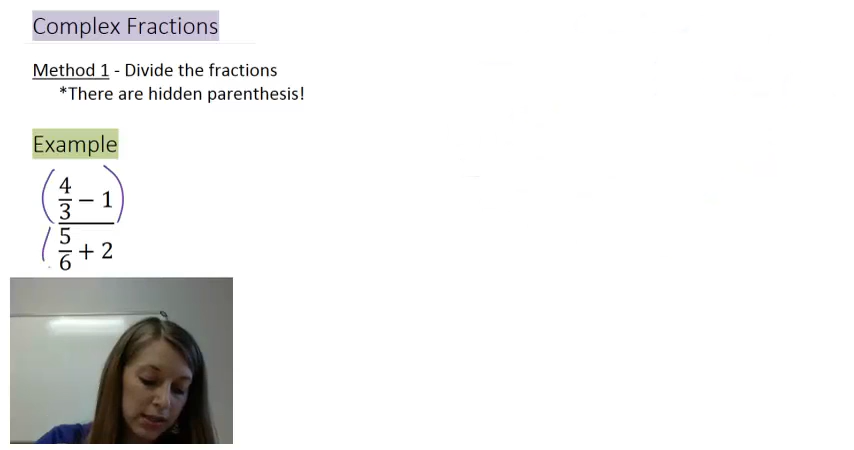 Complex Fractions
Method 1 - Divide the fractions
*There are hidden parenthesis!
Example
(4/3 − 1)
(5/6 + 2